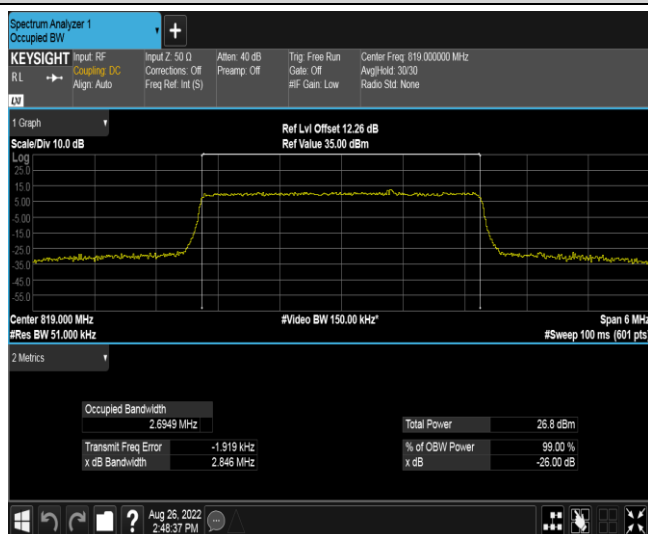 Spectrum Analyzer 1
Occupied BW
+
KEYSIGHT
RL
LXI
Input: RF
Coupling: DC
Align: Auto
Input Z: 50 Ω
Corrections: Off
Freq Ref: Int (S)
Atten: 40 dB
Preamp: Off
Trig: Free Run
Gate: Off
#IF Gain: Low
Center Freq: 819.000000 MHz
Avg|Hold: 30/30
Radio Std: None
1 Graph
Scale/Div 10.0 dB
Ref Lvl Offset 12.26 dB
Ref Value 35.00 dBm
Log
25.0
15.0
5.00
-5.00
-15.0
-25.0
-35.0
-45.0
-55.0
Center 819.000 MHz
#Res BW 51.000 kHz
#Video BW 150.00 kHz*
Span 6 MHz
#Sweep 100 ms (601 pts)
2 Metrics
Occupied Bandwidth
2.6949 MHz
Transmit Freq Error -1.919 kHz
x dB Bandwidth 2.846 MHz
Total Power 26.8 dBm
% of OBW Power 99.00 %
x dB -26.00 dB
?
Aug 26, 2022
2:48:37 PM